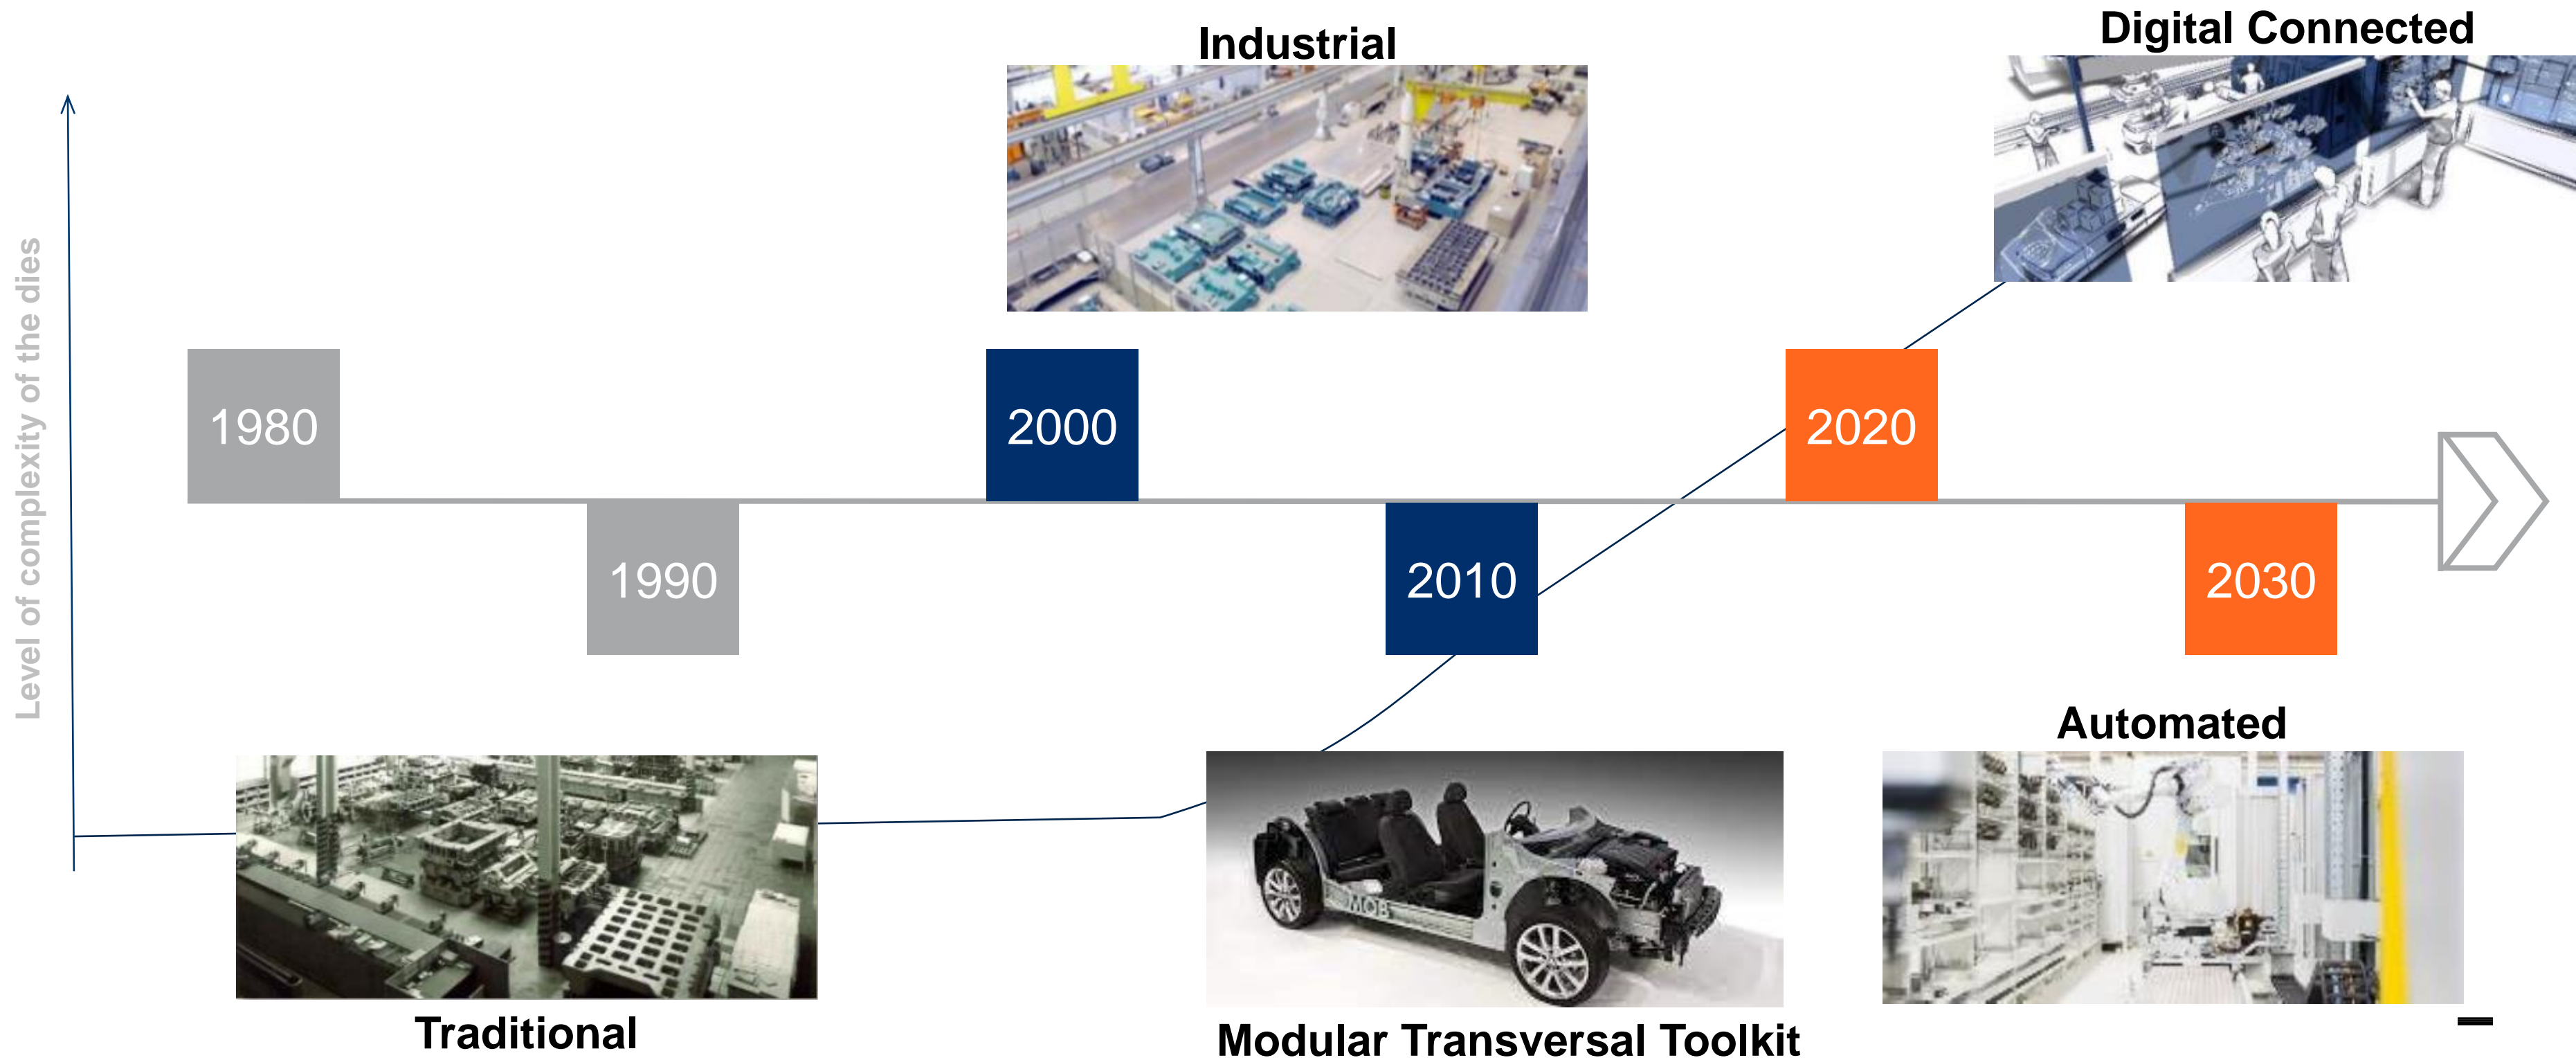 Digital Connected
Industrial
Level of complexity of the dies
1980
2000
2020
1990
2010
2030
Automated
MQB
Traditional
Modular Transversal Toolkit